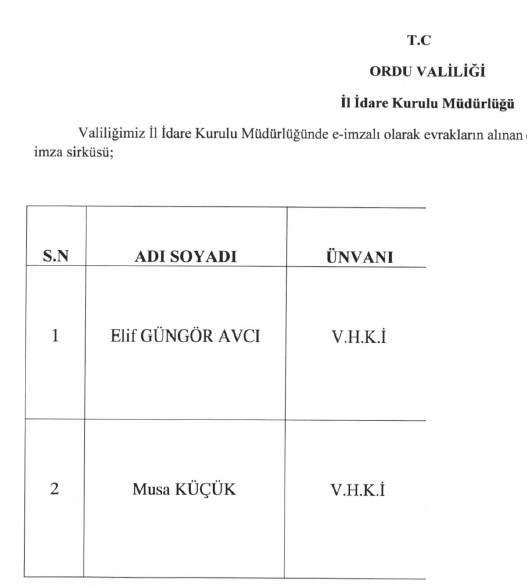 T.C
ORDU VALİLİĞİ
İl İdare Kurulu Müdürlüğü
Valiliğimiz İl İdare Kurulu Müdürlüğünde e-imzalı olarak evrakların alınan
imza sirküsü;
S.N ADI SOYADI ÜNVANI
1 Elif GÜNGÖR AVCI V.H.K.İ
2 Musa KÜÇÜK V.H.K.İ